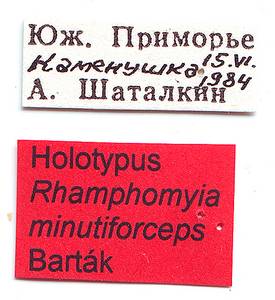 Юж. Приморье
Каменушка 15.VI.
1984
А. Шаталкин
Holotypus
Rhamphomyia
minutiforceps
Barták